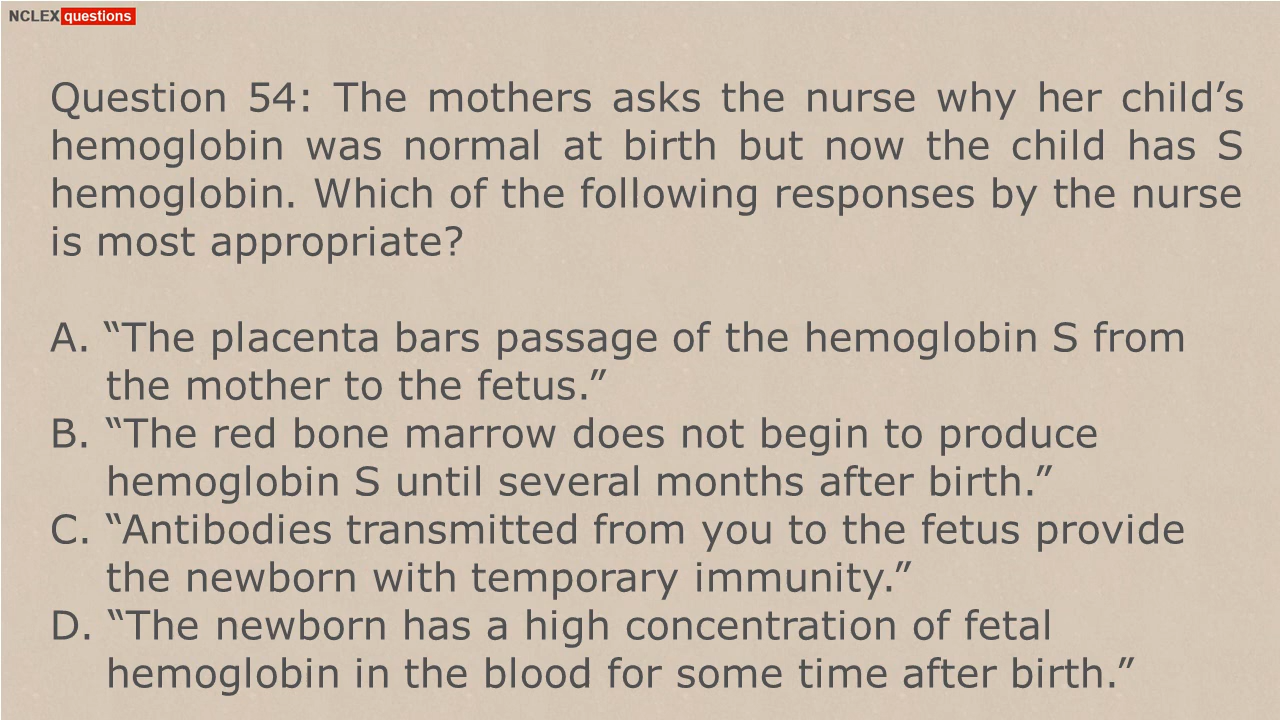 NCLEX questions
Question 54: The mothers asks the nurse why her child’s
hemoglobin was normal at birth but now the child has S
hemoglobin. Which of the following responses by the nurse
is most appropriate?
A. “The placenta bars passage of the hemoglobin S from
the mother to the fetus.”
B. “The red bone marrow does not begin to produce
hemoglobin S until several months after birth.”
C. “Antibodies transmitted from you to the fetus provide
the newborn with temporary immunity.”
D. “The newborn has a high concentration of fetal
hemoglobin in the blood for some time after birth.”